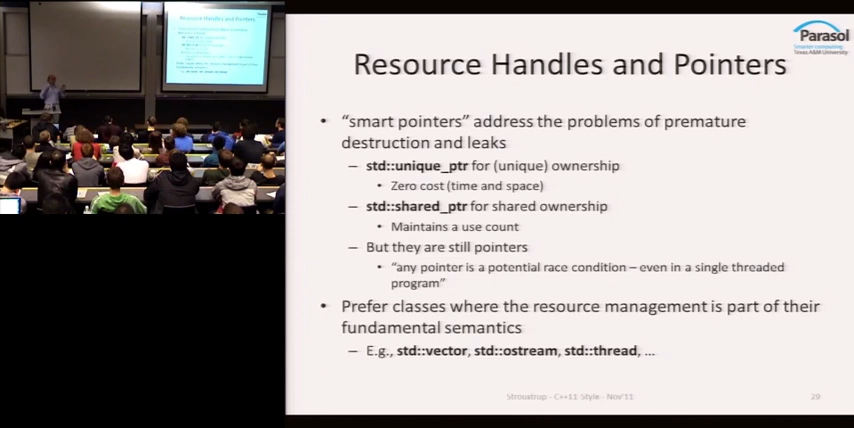 Parasol
Smarter computing.
Texas A&M University
Resource Handles and Pointers
• “smart pointers” address the problems of premature
destruction and leaks
– std::unique_ptr for (unique) ownership
• Zero cost (time and space)
– std::shared_ptr for shared ownership
• Maintains a use count
– But they are still pointers
• “any pointer is a potential race condition – even in a single threaded
program”
• Prefer classes where the resource management is part of their
fundamental semantics
– E.g., std::vector, std::ostream, std::thread, …
Stroustrup - C++11 Style - Nov'11
29
Resource Handles and Pointers